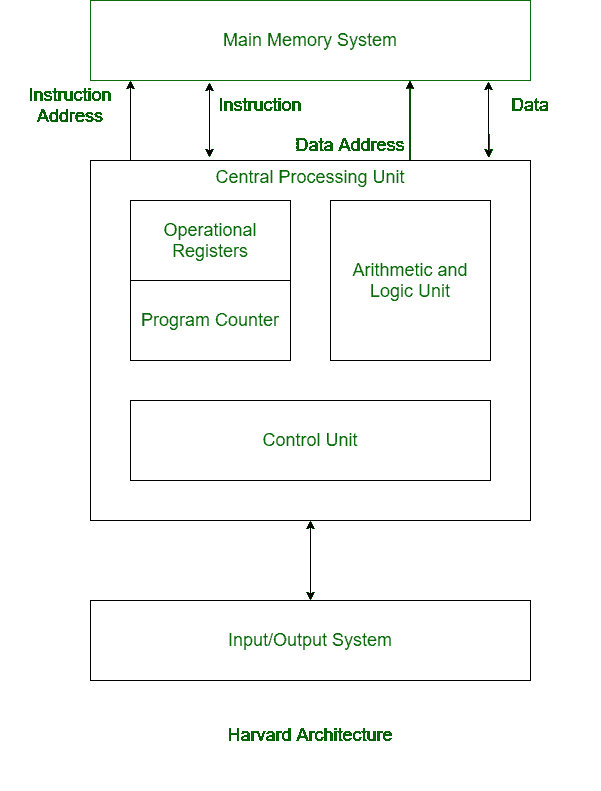 Main Memory System
Instruction
Address
Instruction
Data Address
Data
Central Processing Unit
Operational
Registers
Program Counter
Arithmetic and
Logic Unit
Control Unit
Input/Output System
Harvard Architecture